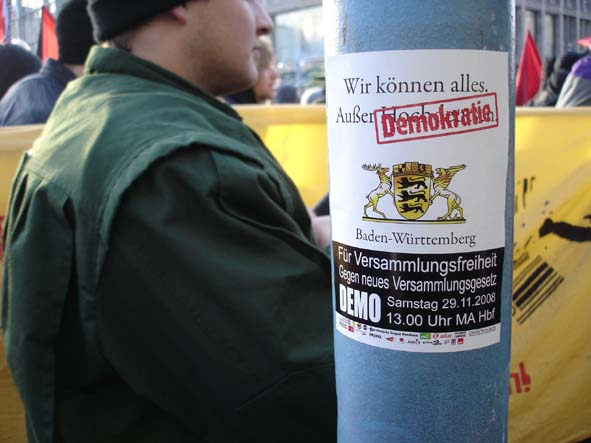 Wir können alles.
Außer Hochdeutsch.
Demokratie
Baden-Württemberg
Für Versammlungsfreiheit
Gegen neues Versammlungsgesetz
DEMO Samstag 29.11.2008
13.00 Uhr MA Hbf